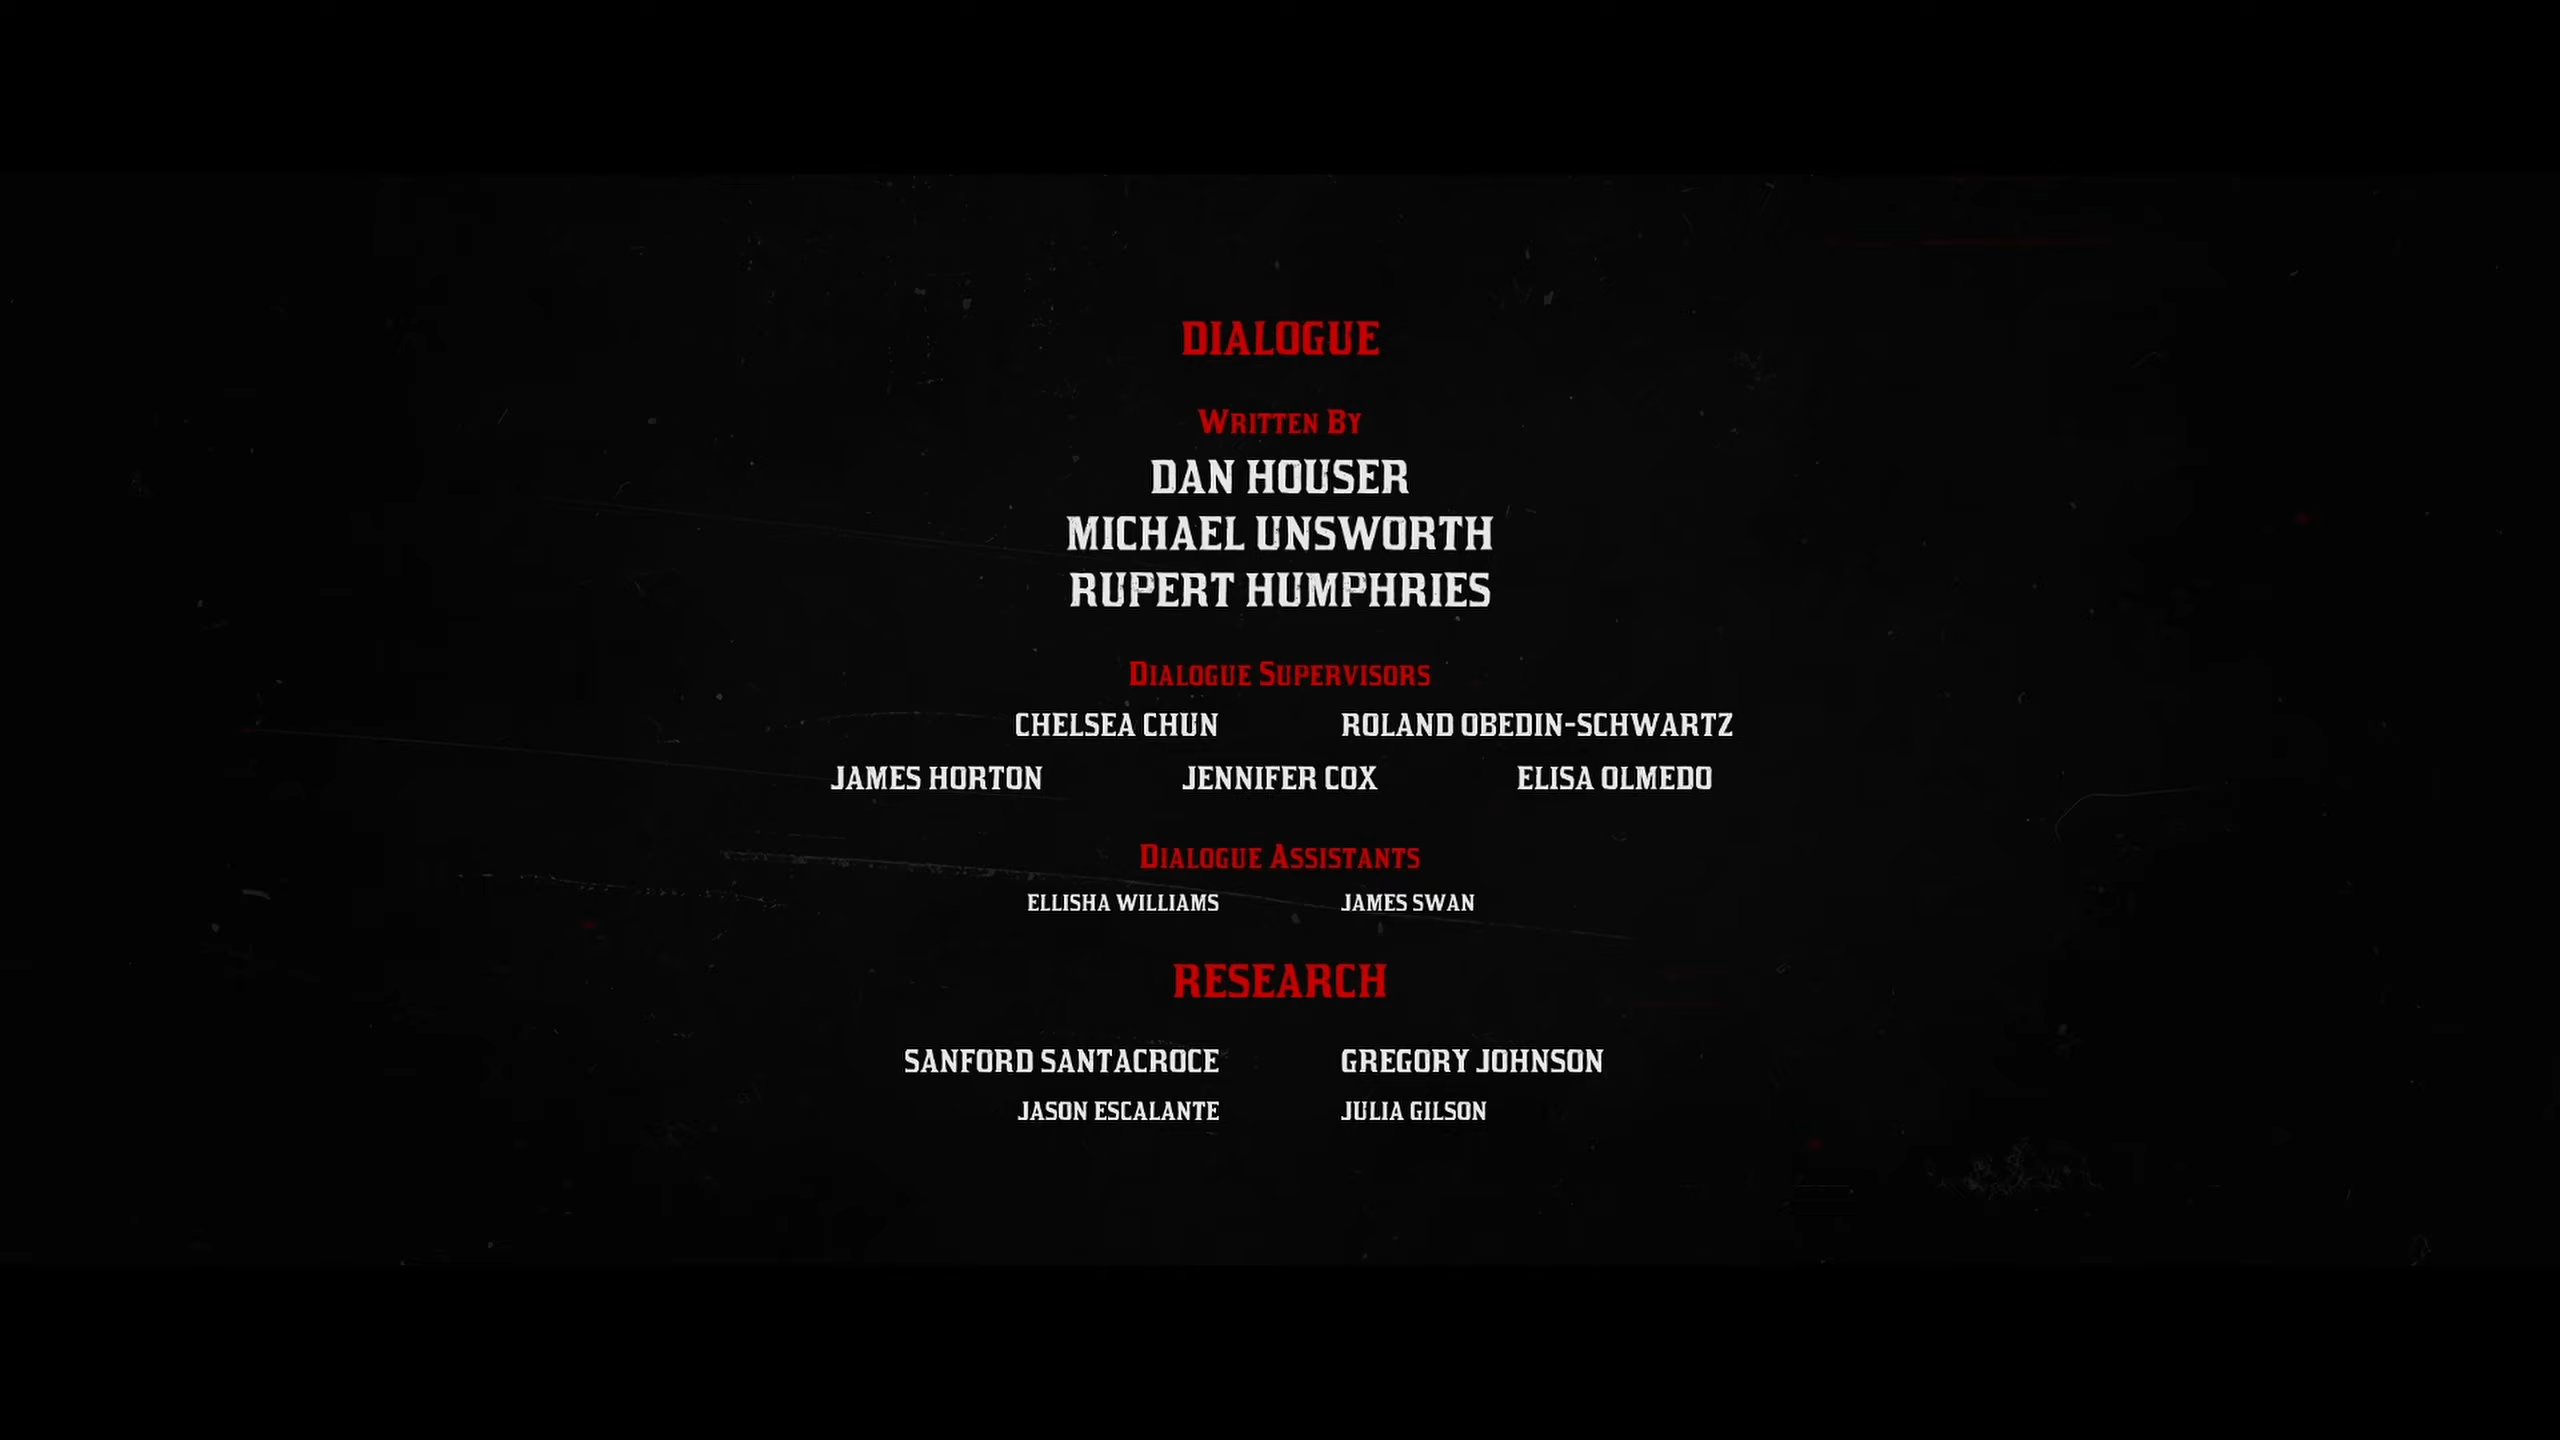 DIALOGUE
WRITTEN BY
DAN HOUSER
MICHAEL UNSWORTH
RUPERT HUMPHRIES
DIALOGUE SUPERVISORS
CHELSEA CHUN ROLAND OBEDIN-SCHWARTZ
JAMES HORTON JENNIFER COX ELISA OLMEDO
DIALOGUE ASSISTANTS
ELLISHA WILLIAMS JAMES SWAN
RESEARCH
SANFORD SANTACROCE GREGORY JOHNSON
JASON ESCALANTE JULIA GILSON